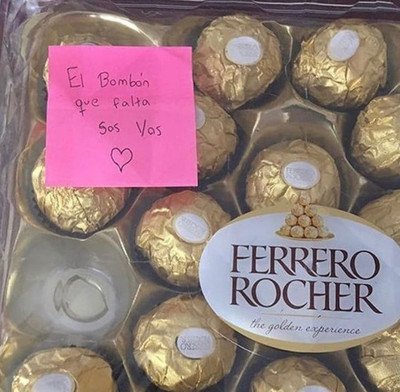 El Bombón
que falta
sos Vos
FERRERO
ROCHER
the golden experience